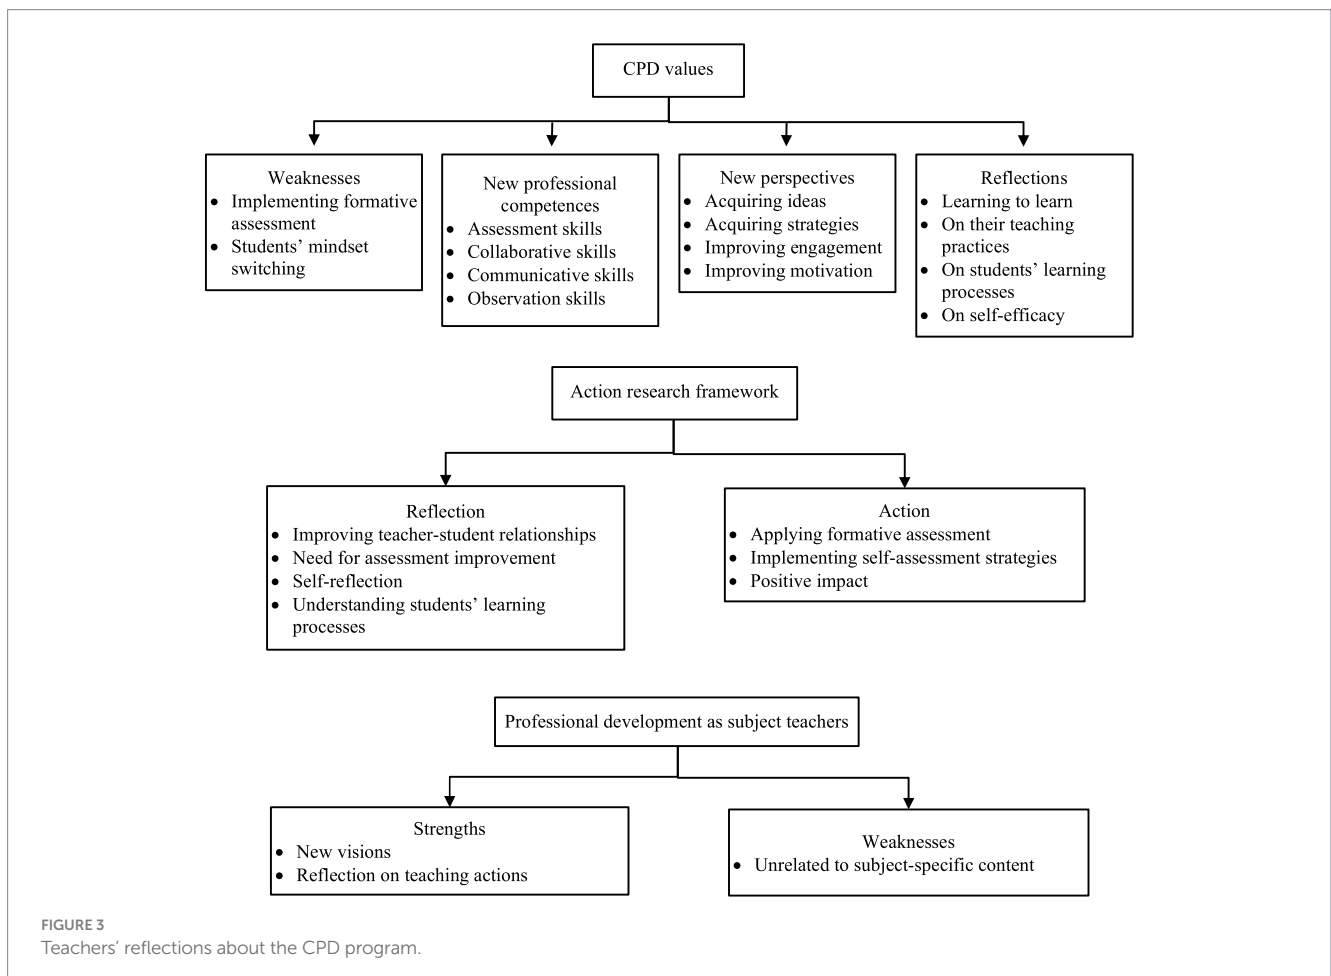 CPD values
Weaknesses
• Implementing formative
assessment
• Students’ mindset
switching
New professional
competences
• Assessment skills
• Collaborative skills
• Communicative skills
• Observation skills
New perspectives
• Acquiring ideas
• Acquiring strategies
• Improving engagement
• Improving motivation
Reflections
• Learning to learn
• On their teaching
practices
• On students’ learning
processes
• On self-efficacy
Action research framework
Reflection
• Improving teacher-student relationships
• Need for assessment improvement
• Self-reflection
• Understanding students’ learning
processes
Action
• Applying formative assessment
• Implementing self-assessment strategies
• Positive impact
Professional development as subject teachers
Strengths
• New visions
• Reflection on teaching actions
Weaknesses
• Unrelated to subject-specific content
FIGURE 3
Teachers’ reflections about the CPD program.